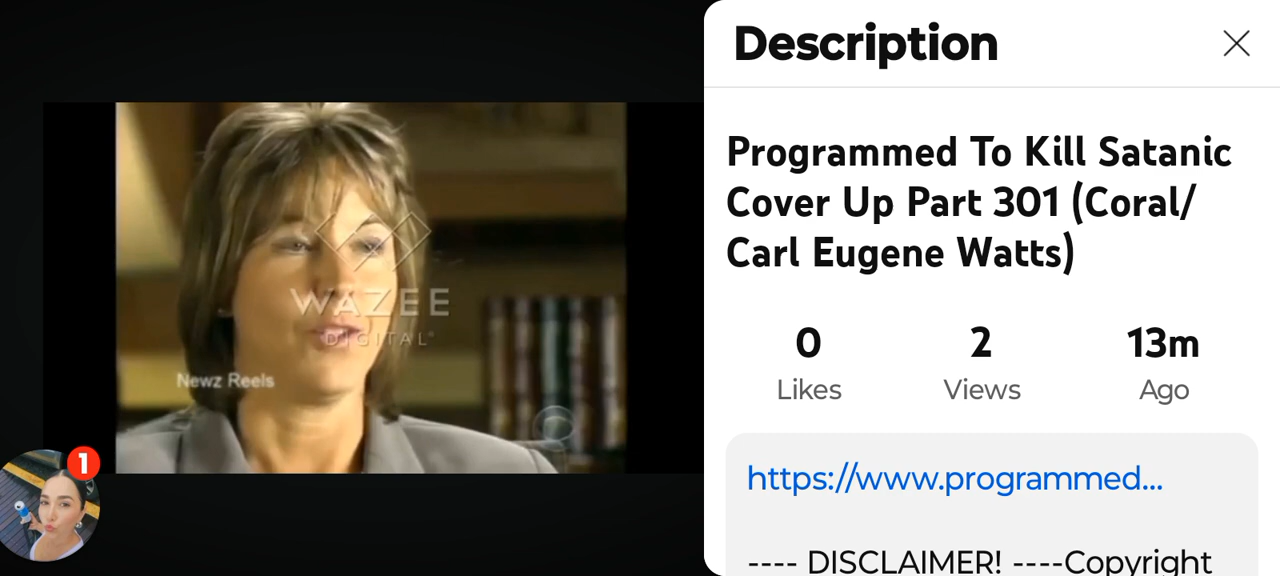 WAZEE
DIGITAL
Newz Reels
1
Description
Programmed To Kill Satanic
Cover Up Part 301 (Coral/
Carl Eugene Watts)
0
2
13m
Likes
Views
Ago
https://www.programmed...
---- DISCLAIMER! ----Copyright